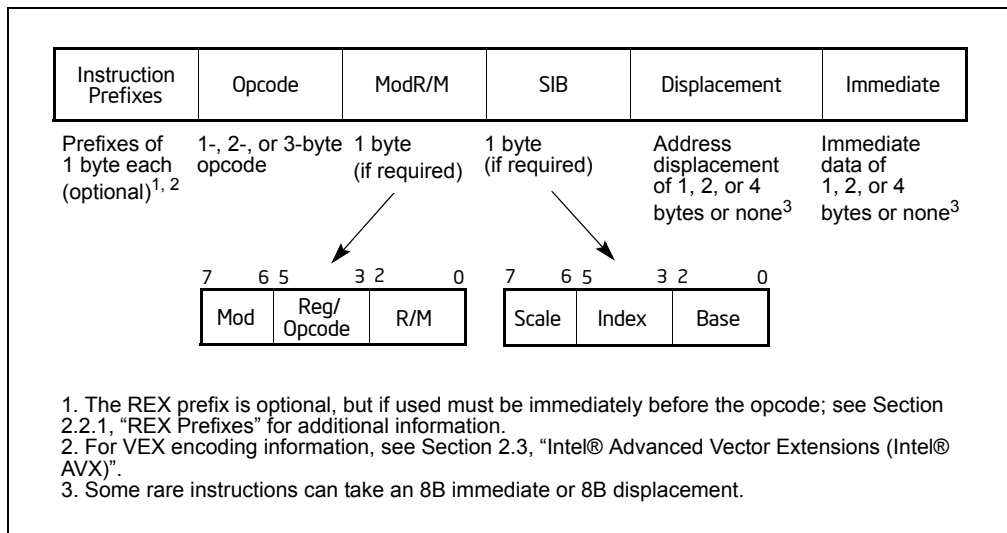 Instruction
Prefixes
Opcode
ModR/M
SIB
Displacement
Immediate
Prefixes of
1 byte each
(optional)1, 2
1-, 2-, or 3-byte
opcode
1 byte
(if required)
1 byte
(if required)
Address
displacement
of 1, 2, or 4
bytes or none3
Immediate
data of
1, 2, or 4
bytes or none3
7 6 5 3 2 0
Mod
Reg/
Opcode
R/M
7 6 5 3 2 0
Scale
Index
Base
1. The REX prefix is optional, but if used must be immediately before the opcode; see Section
2.2.1, “REX Prefixes” for additional information.
2. For VEX encoding information, see Section 2.3, “Intel® Advanced Vector Extensions (Intel®
AVX)”.
3. Some rare instructions can take an 8B immediate or 8B displacement.